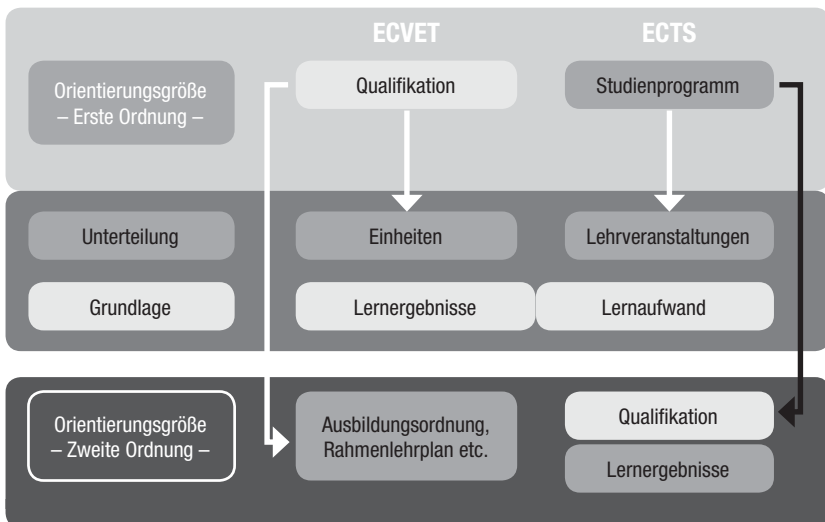 ECVET
ECTS
Orientierungsgröße
– Erste Ordnung –
Qualifikation
Studienprogramm
Unterteilung
Einheiten
Lehrveranstaltungen
Grundlage
Lernergebnisse
Lernaufwand
Orientierungsgröße
– Zweite Ordnung –
Ausbildungsordnung,
Rahmenlehrplan etc.
Qualifikation
Lernergebnisse